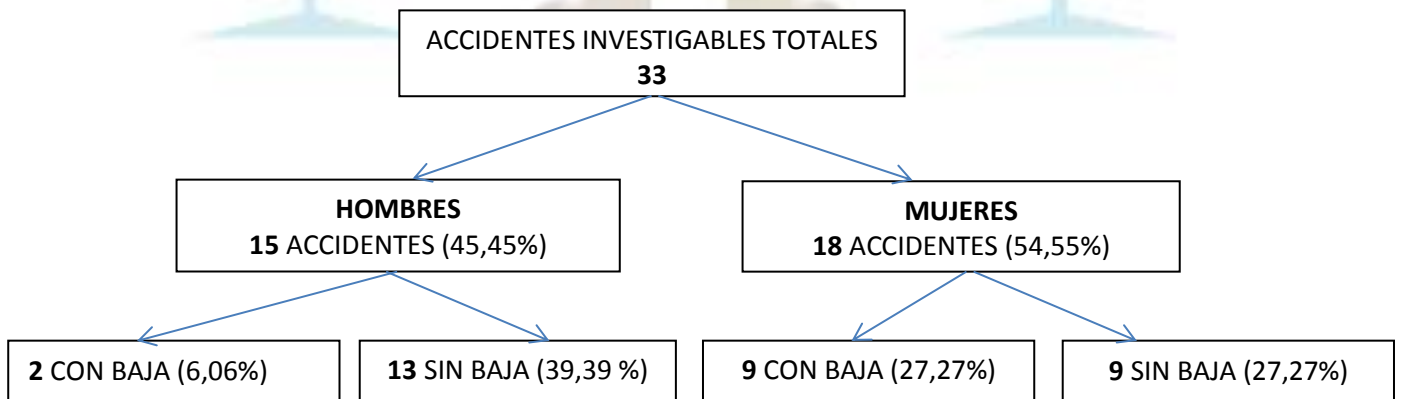 ACCIDENTES INVESTIGABLES TOTALES
33
HOMBRES
15 ACCIDENTES (45,45%)
MUJERES
18 ACCIDENTES (54,55%)
2 CON BAJA (6,06%)
13 SIN BAJA (39,39 %)
9 CON BAJA (27,27%)
9 SIN BAJA (27,27%)